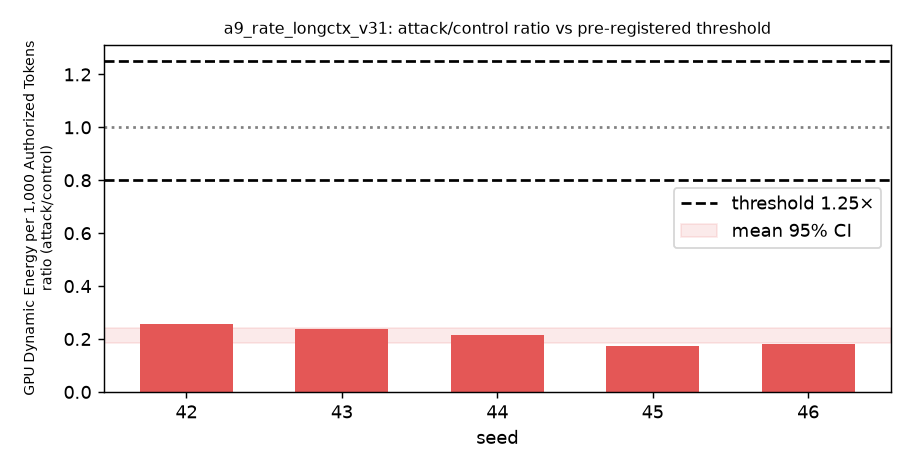 a9_rate_longctx_v31: attack/control ratio vs pre-registered threshold
GPU Dynamic Energy per 1,000 Authorized Tokens
ratio (attack/control)
1.2
1.0
0.8
0.6
0.4
0.2
0.0
threshold 1.25×
mean 95% CI
42
43
44
45
46
seed